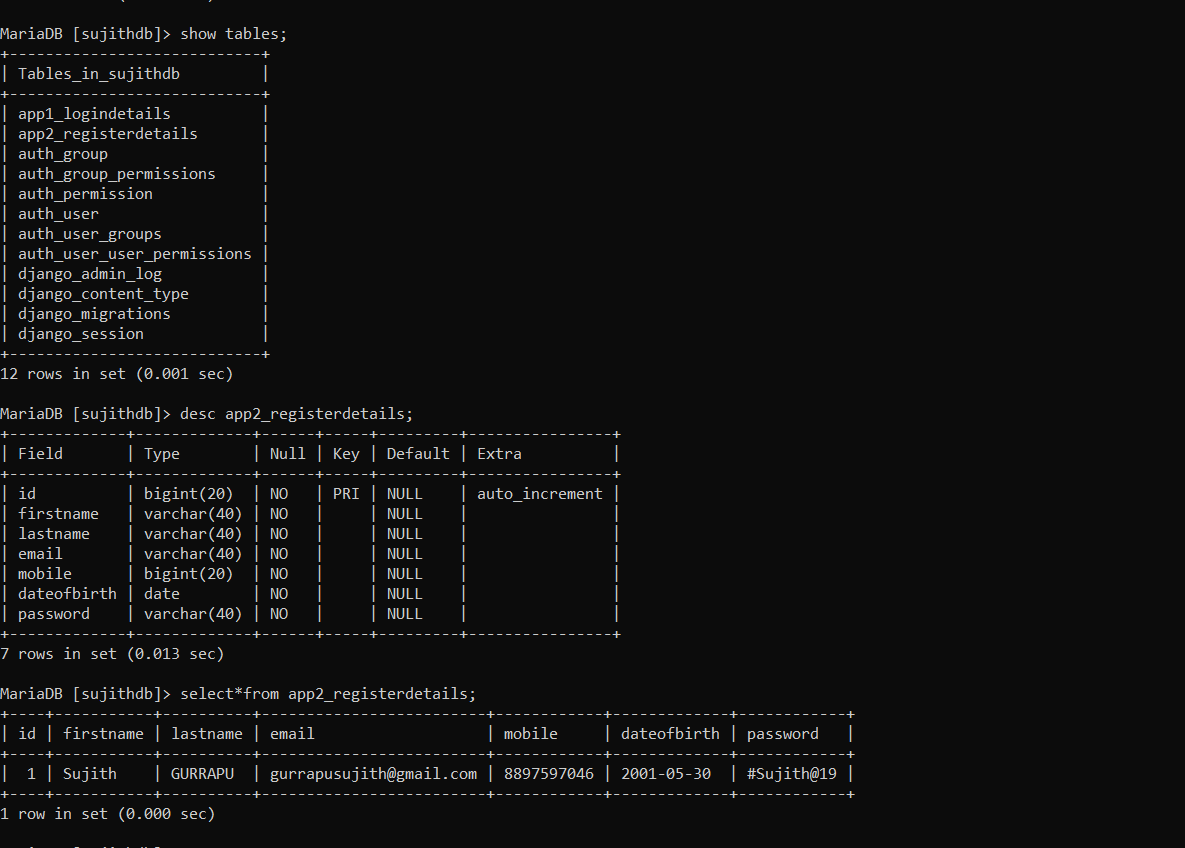 MariaDB [sujithdb]> show tables;
+----------------------------+
| Tables_in_sujithdb         |
+----------------------------+
| app1_logindetails          |
| app2_registerdetails       |
| auth_group                 |
| auth_group_permissions     |
| auth_permission            |
| auth_user                  |
| auth_user_groups           |
| auth_user_user_permissions |
| django_admin_log           |
| django_content_type        |
| django_migrations          |
| django_session             |
+----------------------------+
12 rows in set (0.001 sec)
MariaDB [sujithdb]> desc app2_registerdetails;
+-------------+-------------+------+-----+---------+----------------+
| Field       | Type        | Null | Key | Default | Extra          |
+-------------+-------------+------+-----+---------+----------------+
| id          | bigint(20)  | NO   | PRI | NULL    | auto_increment |
| firstname   | varchar(40) | NO   |     | NULL    |                |
| lastname    | varchar(40) | NO   |     | NULL    |                |
| email       | varchar(40) | NO   |     | NULL    |                |
| mobile      | bigint(20)  | NO   |     | NULL    |                |
| dateofbirth | date        | NO   |     | NULL    |                |
| password    | varchar(40) | NO   |     | NULL    |                |
+-------------+-------------+------+-----+---------+----------------+
7 rows in set (0.013 sec)
MariaDB [sujithdb]> select*from app2_registerdetails;
+----+-----------+----------+-------------------------+------------+-------------+------------+
| id | firstname | lastname | email                   | mobile     | dateofbirth | password   |
+----+-----------+----------+-------------------------+------------+-------------+------------+
|  1 | Sujith    | GURRAPU  | gurrapusujith@gmail.com | 8897597046 | 2001-05-30  | #Sujith@19 |
+----+-----------+----------+-------------------------+------------+-------------+------------+
1 row in set (0.000 sec)